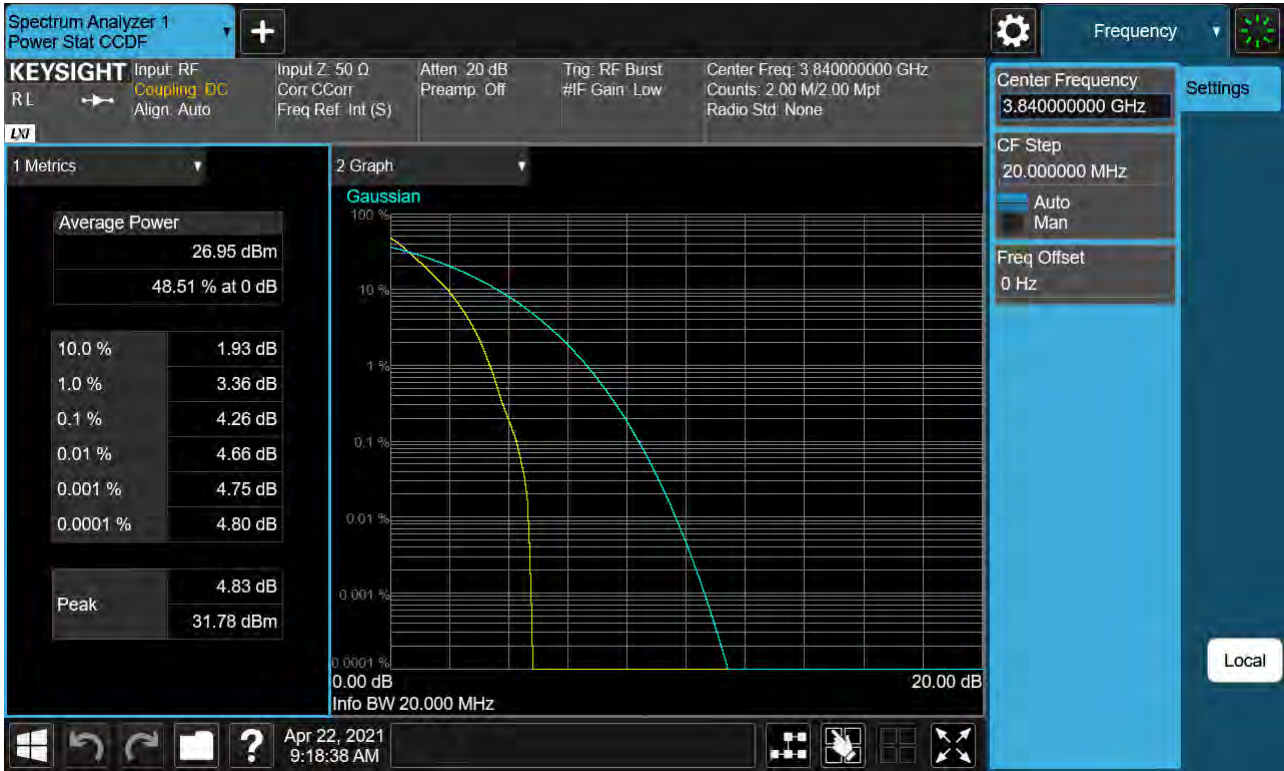 Spectrum Analyzer 1
Power Stat CCDF
Frequency
KEYSIGHT
RL
LXI
Input: RF
Coupling: DC
Align: Auto
Input Z: 50 Ω
Corr CCorr
Freq Ref: Int (S)
Atten: 20 dB
Preamp: Off
Trig: RF Burst
#IF Gain: Low
Center Freq: 3.840000000 GHz
Counts: 2.00 M/2.00 Mpt
Radio Std: None
Center Frequency
3.840000000 GHz
Settings
CF Step
20.000000 MHz
Auto
Man
Freq Offset
0 Hz
Local
1 Metrics
Average Power
26.95 dBm
48.51 % at 0 dB
10.0 % 1.93 dB
1.0 % 3.36 dB
0.1 % 4.26 dB
0.01 % 4.66 dB
0.001 % 4.75 dB
0.0001 % 4.80 dB
Peak
4.83 dB
31.78 dBm
2 Graph
Gaussian
100 %
10 %
1 %
0.1 %
0.01 %
0.001 %
0.0001 %
0.00 dB 20.00 dB
Info BW 20.000 MHz
?
Apr 22, 2021
9:18:38 AM